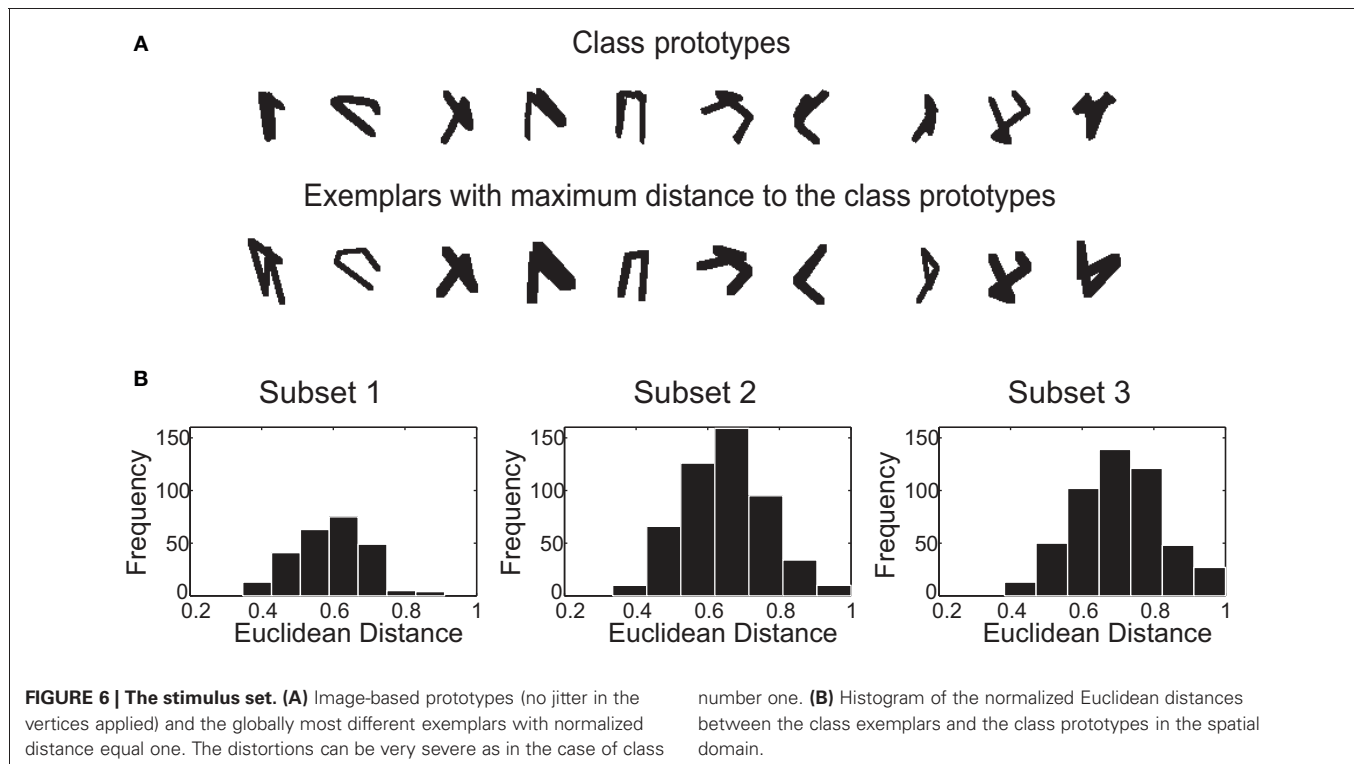 A
Class prototypes
Exemplars with maximum distance to the class prototypes
B
Subset 1
150
100
50
0
Frequency
0.2 0.4 0.6 0.8 1
Euclidean Distance
Subset 2
150
100
50
0
Frequency
0.2 0.4 0.6 0.8 1
Euclidean Distance
Subset 3
150
100
50
0
Frequency
0.2 0.4 0.6 0.8 1
Euclidean Distance
FIGURE 6 | The stimulus set. (A) Image-based prototypes (no jitter in the
vertices applied) and the globally most different exemplars with normalized
distance equal one. The distortions can be very severe as in the case of class
number one. (B) Histogram of the normalized Euclidean distances
between the class exemplars and the class prototypes in the spatial
domain.